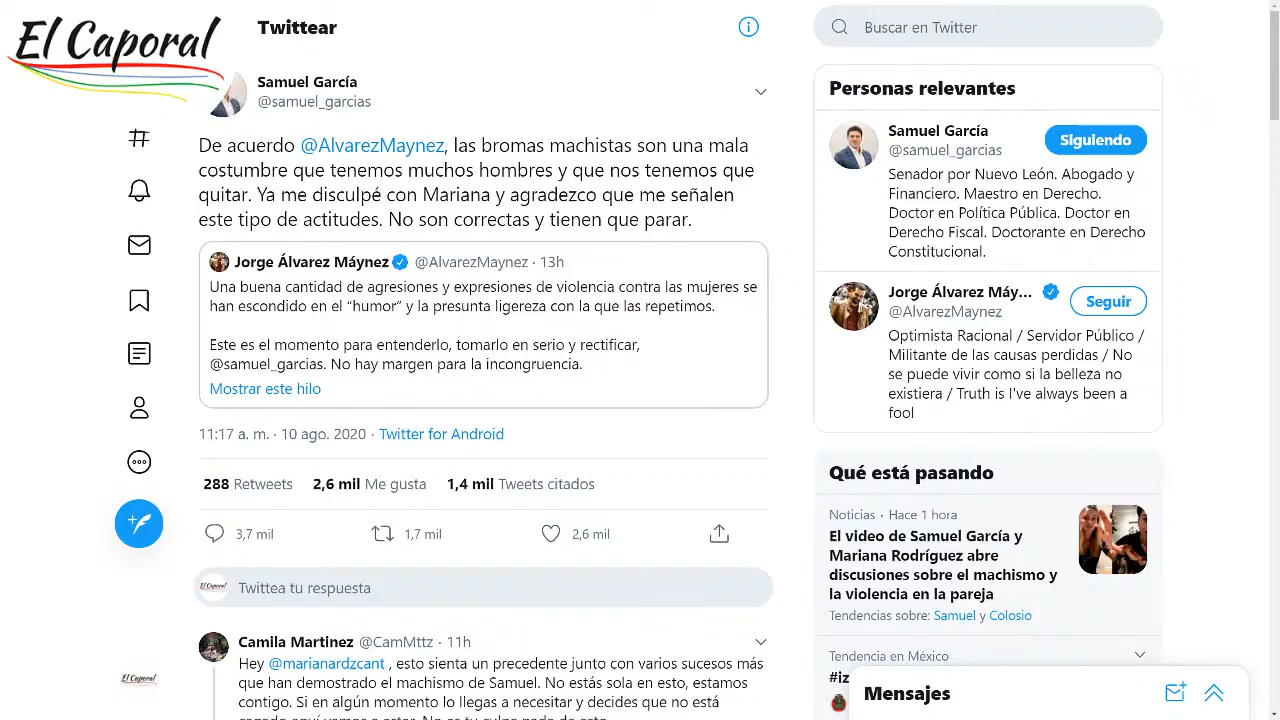 El Caporal
Twittear
Buscar en Twitter
Samuel García
@samuel_garcias
De acuerdo @AlvarezMaynez, las bromas machistas son una mala
costumbre que tenemos muchos hombres y que nos tenemos que
quitar. Ya me disculpé con Mariana y agradezco que me señalen
este tipo de actitudes. No son correctas y tienen que parar.
Jorge Álvarez Máynez @AlvarezMaynez · 13h
Una buena cantidad de agresiones y expresiones de violencia contra las mujeres se
han escondido en el “humor” y la presunta ligereza con la que las repetimos.
Este es el momento para entenderlo, tomarlo en serio y rectificar,
@samuel_garcias. No hay margen para la incongruencia.
Mostrar este hilo
11:17 a. m. · 10 ago. 2020 · Twitter for Android
288 Retweets 2,6 mil Me gusta 1,4 mil Tweets citados
3,7 mil 1,7 mil 2,6 mil
El Caporal
Twittea tu respuesta
Camila Martinez @CamMttz · 11h
Hey @marianardzcant , esto sienta un precedente junto con varios sucesos más
que han demostrado el machismo de Samuel. No estás sola en esto, estamos
contigo. Si en algún momento lo llegas a necesitar y decides que no está
El Caporal
Personas relevantes
Samuel García
@samuel_garcias
Siguiendo
Senador por Nuevo León. Abogado y
Financiero. Maestro en Derecho.
Doctor en Política Pública. Doctor en
Derecho Fiscal. Doctorante en Derecho
Constitucional.
Jorge Álvarez Máy...
@AlvarezMaynez
Seguir
Optimista Racional / Servidor Público /
Militante de las causas perdidas / No
se puede vivir como si la belleza no
existiera / Truth is I've always been a
fool
Qué está pasando
Noticias · Hace 1 hora
El video de Samuel García y
Mariana Rodríguez abre
discusiones sobre el machismo y
la violencia en la pareja
Tendencias sobre: Samuel y Colosio
Tendencia en México
#iz
Mensajes